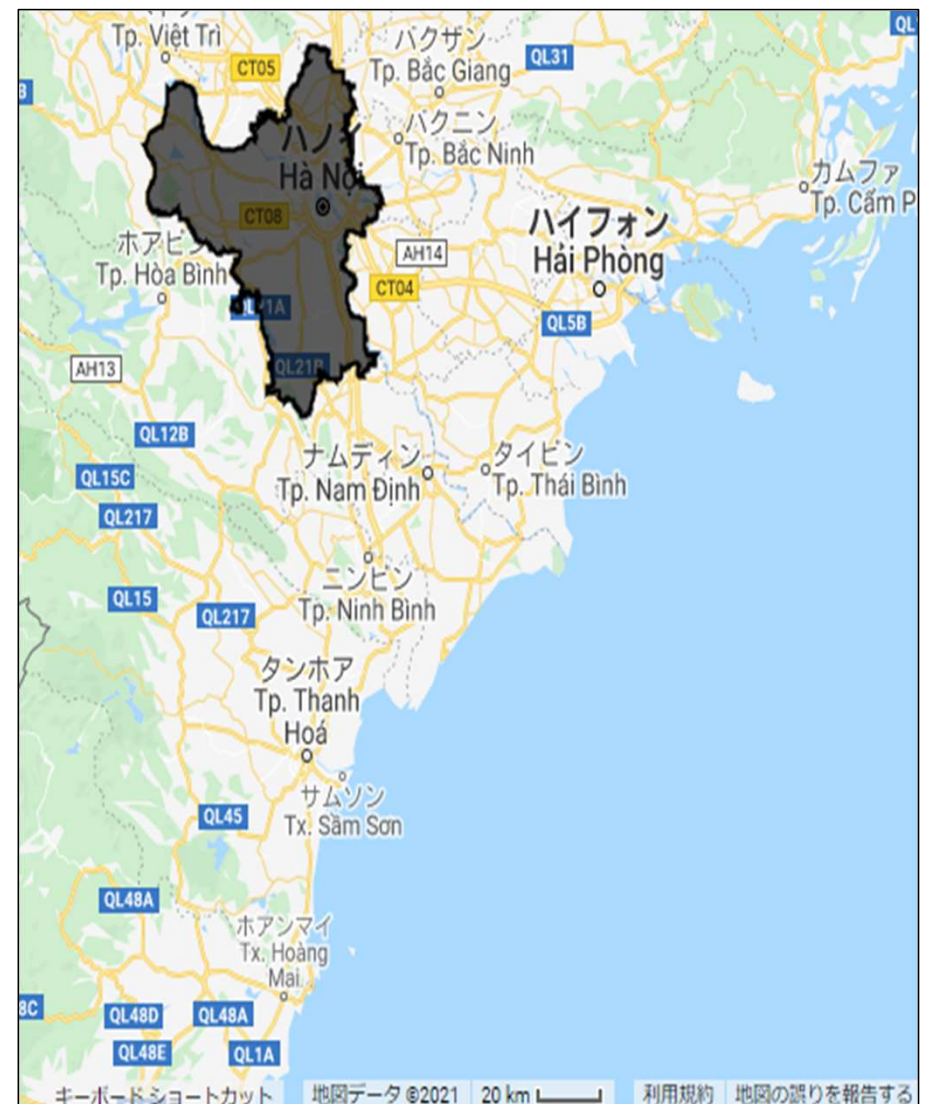 Tp. Việt Trì
CT05
バクザン
Tp. Bắc Giang
QL31
バクニン
Tp. Bắc Ninh
Hà Nội
CT08
カムファ
Tp. Cẩm P
ハイフォン
Hải Phòng
AH14
CT04
QL5B
ホアビン
Tp. Hòa Bình
QL21B
AH13
QL12B
QL15C
QL217
ナムディン
Tp. Nam Định
タイビン
Tp. Thái Bình
ニンビン
Tp. Ninh Bình
QL15
QL217
タンホア
Tp. Thanh
Hoá
サムソン
Tx. Sầm Sơn
QL45
QL48A
ホアンマイ
Tx. Hoàng
Mai
8C
QL48D
QL48A
QL48E
QL1A
キーボード ショートカット
地図データ ©2021
20 km
利用規約
地図の誤りを報告する